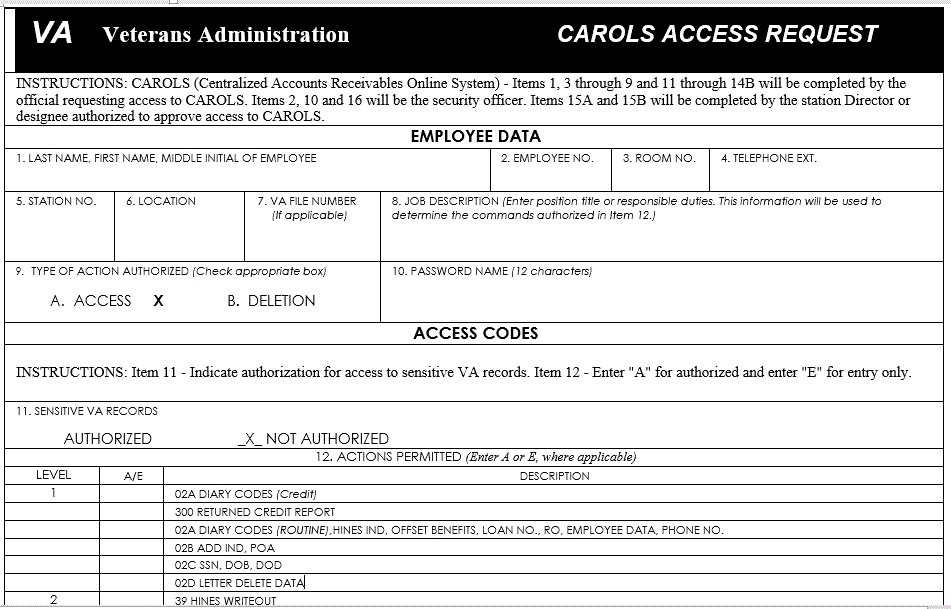 VA Veterans Administration CAROLS ACCESS REQUEST
INSTRUCTIONS: CAROLS (Centralized Accounts Receivables Online System) - Items 1, 3 through 9 and 11 through 14B will be completed by the
official requesting access to CAROLS. Items 2, 10 and 16 will be the security officer. Items 15A and 15B will be completed by the station Director or
designee authorized to approve access to CAROLS.
EMPLOYEE DATA
1. LAST NAME, FIRST NAME, MIDDLE INITIAL OF EMPLOYEE 2. EMPLOYEE NO. 3. ROOM NO. 4. TELEPHONE EXT.
5. STATION NO. 6. LOCATION 7. VA FILE NUMBER 8. JOB DESCRIPTION (Enter position title or responsible duties. This information will be used to
(If applicable) determine the commands authorized in Item 12.)
9. TYPE OF ACTION AUTHORIZED (Check appropriate box) 10. PASSWORD NAME (12 characters)
A. ACCESS X B. DELETION
ACCESS CODES
INSTRUCTIONS: Item 11 - Indicate authorization for access to sensitive VA records. Item 12 - Enter "A" for authorized and enter "E" for entry only.
11. SENSITIVE VA RECORDS
AUTHORIZED _X_ NOT AUTHORIZED
12. ACTIONS PERMITTED (Enter A or E, where applicable)
LEVEL A/E DESCRIPTION
1 02A DIARY CODES (Credit)
300 RETURNED CREDIT REPORT
02A DIARY CODES (ROUTINE),HINES IND, OFFSET BENEFITS, LOAN NO., RO, EMPLOYEE DATA, PHONE NO.
02B ADD IND, POA
02C SSN, DOB, DOD
02D LETTER DELETE DATA
2 39 HINES WRITEOUT